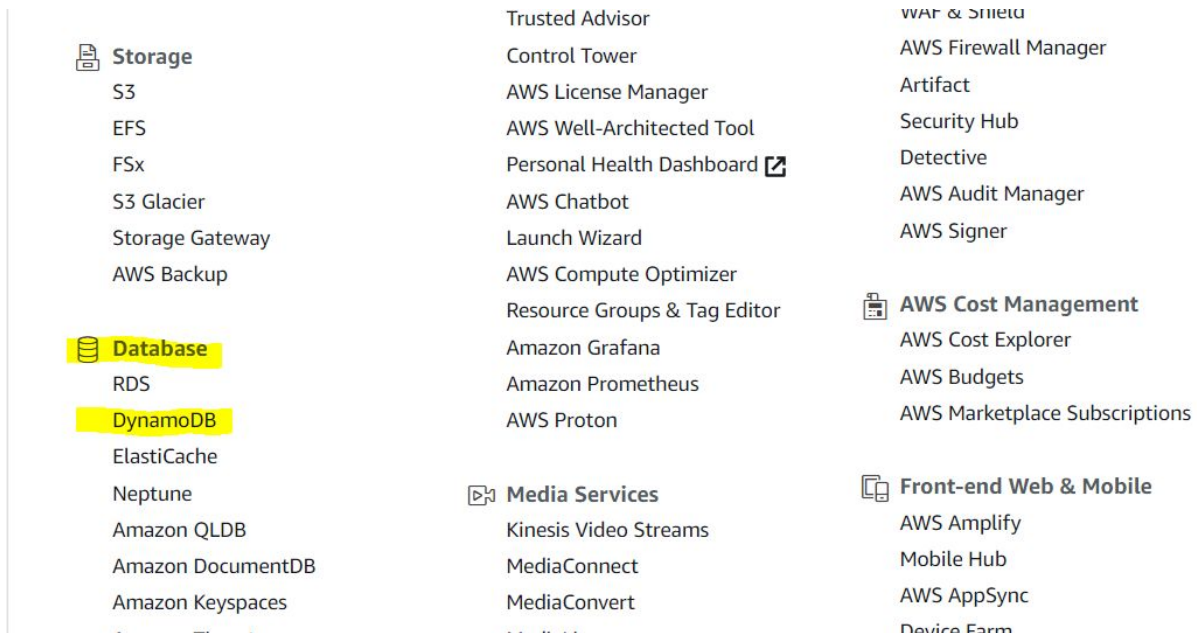 Storage
S3
EFS
FSx
S3 Glacier
Storage Gateway
AWS Backup
Database
RDS
DynamoDB
ElastiCache
Neptune
Amazon QLDB
Amazon DocumentDB
Amazon Keyspaces
Trusted Advisor
Control Tower
AWS License Manager
AWS Well-Architected Tool
Personal Health Dashboard
AWS Chatbot
Launch Wizard
AWS Compute Optimizer
Resource Groups & Tag Editor
Amazon Grafana
Amazon Prometheus
AWS Proton
Media Services
Kinesis Video Streams
MediaConnect
MediaConvert
WAF & Shield
AWS Firewall Manager
Artifact
Security Hub
Detective
AWS Audit Manager
AWS Signer
AWS Cost Management
AWS Cost Explorer
AWS Budgets
AWS Marketplace Subscriptions
Front-end Web & Mobile
AWS Amplify
Mobile Hub
AWS AppSync
Device Farm